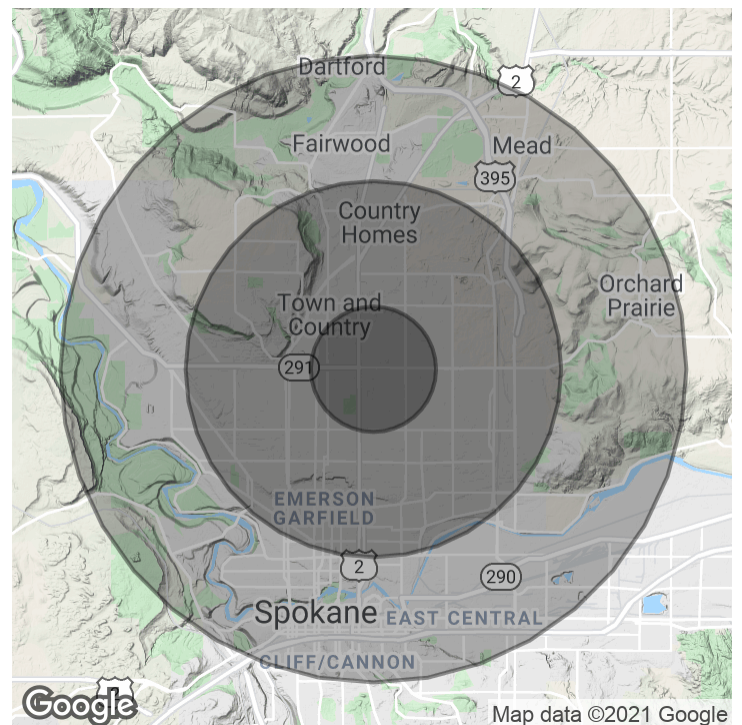 Dartford
2
Fairwood
Mead
395
Country
Homes
Orchard
Prairie
Town and
Country
291
EMERSON
GARFIELD
2
290
Spokane
EAST CENTRAL
CLIFF/CANNON
Google
Map data ©2021 Google